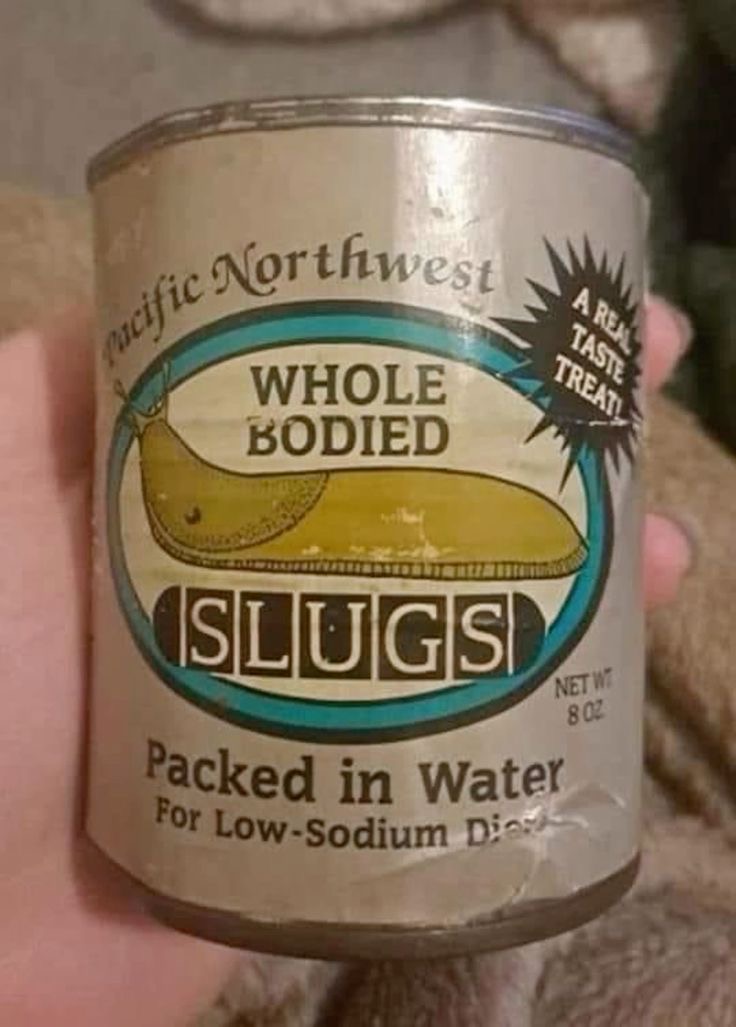 Pacific Northwest
A REAL
TASTE
TREAT!
WHOLE
BODIED
SLUGS
NET WT
8 OZ.
Packed in Water
For Low-Sodium